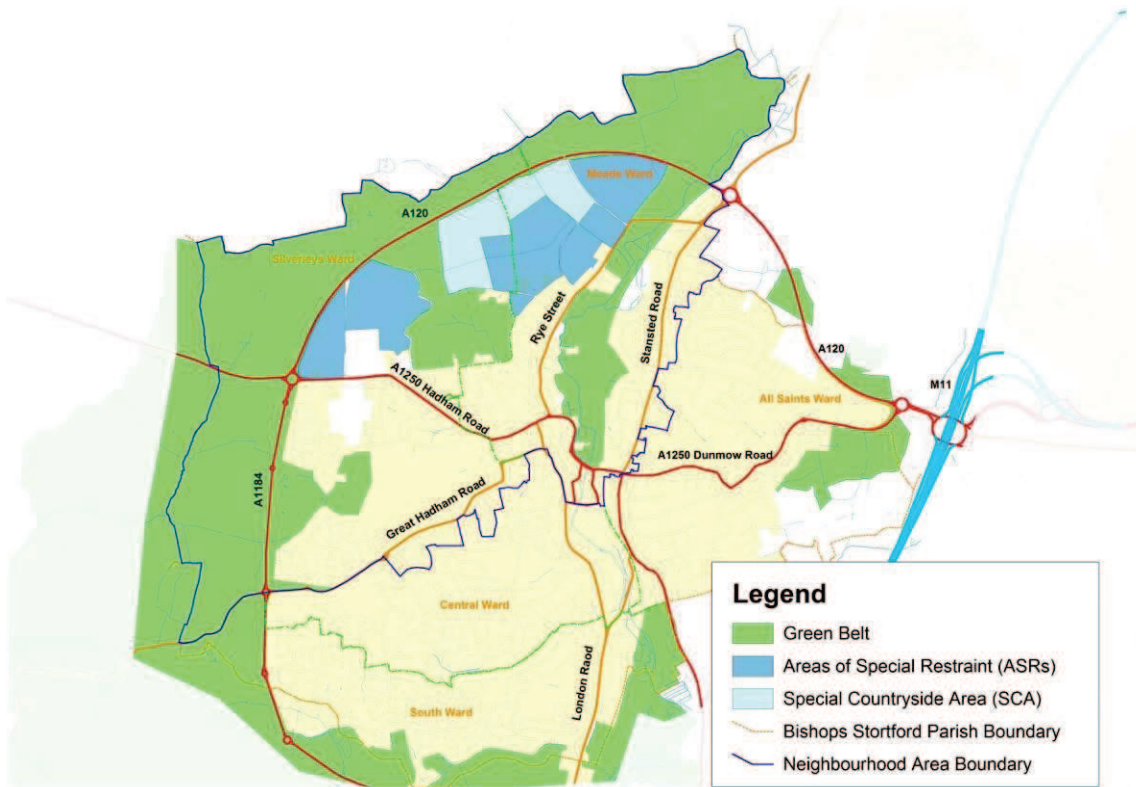 Meads Ward
A120
Silverleys Ward
Rye Street
Stansted Road
A120
M11
A1250 Hadham Road
All Saints Ward
A1250 Dunmow Road
A1184
Great Hadham Road
Central Ward
South Ward
London Raod
Legend
Green Belt
Areas of Special Restraint (ASRs)
Special Countryside Area (SCA)
Bishops Stortford Parish Boundary
Neighbourhood Area Boundary